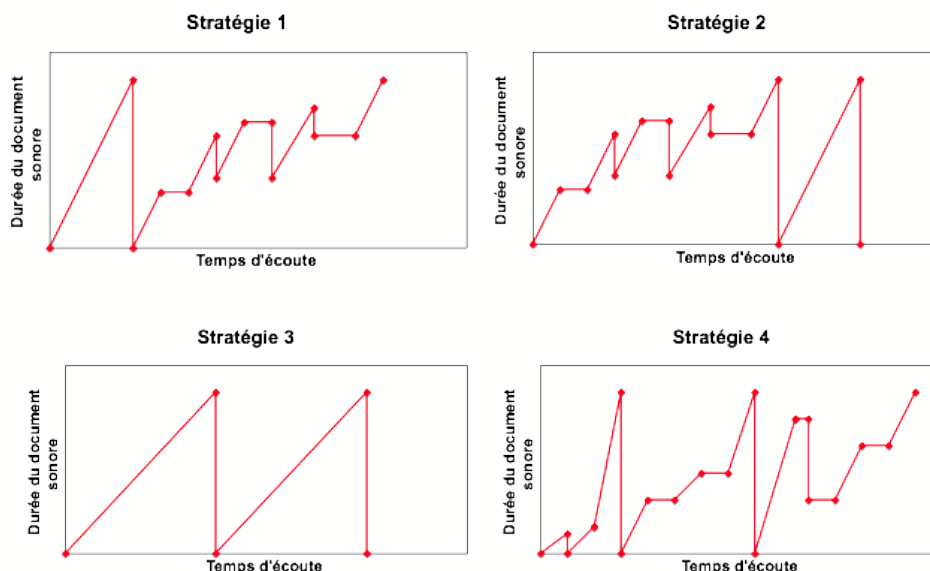 Stratégie 1
Durée du document
sonore
Temps d'écoute
Stratégie 2
Durée du document
sonore
Temps d'écoute
Stratégie 3
Durée du document
sonore
Temps d'écoute
Stratégie 4
Durée du document
sonore
Temps d'écoute